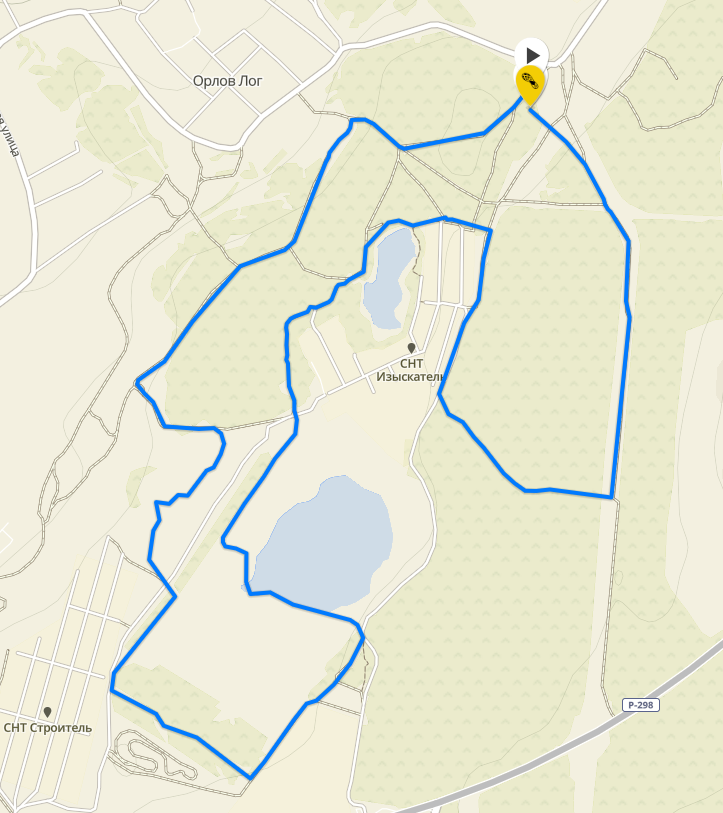 Орлов Лог
улица
СНТ
Изыскатель
Р-298
СНТ Строитель